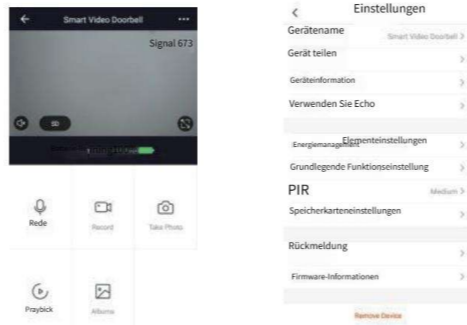 Smart Video Doorbell
Signal 673
SD
Rede
Record
Take Photo
Praybick
Albums
Einstellungen
Gerätename
Smart Video Doorbell
Gerät teilen
Geräteinformation
Verwenden Sie Echo
Elementeinstellungen
Energiemanagement
Grundlegende Funktionseinstellung
PIR
Medium
Speicherkarteneinstellungen
Rückmeldung
Firmware-Informationen
Remove Device